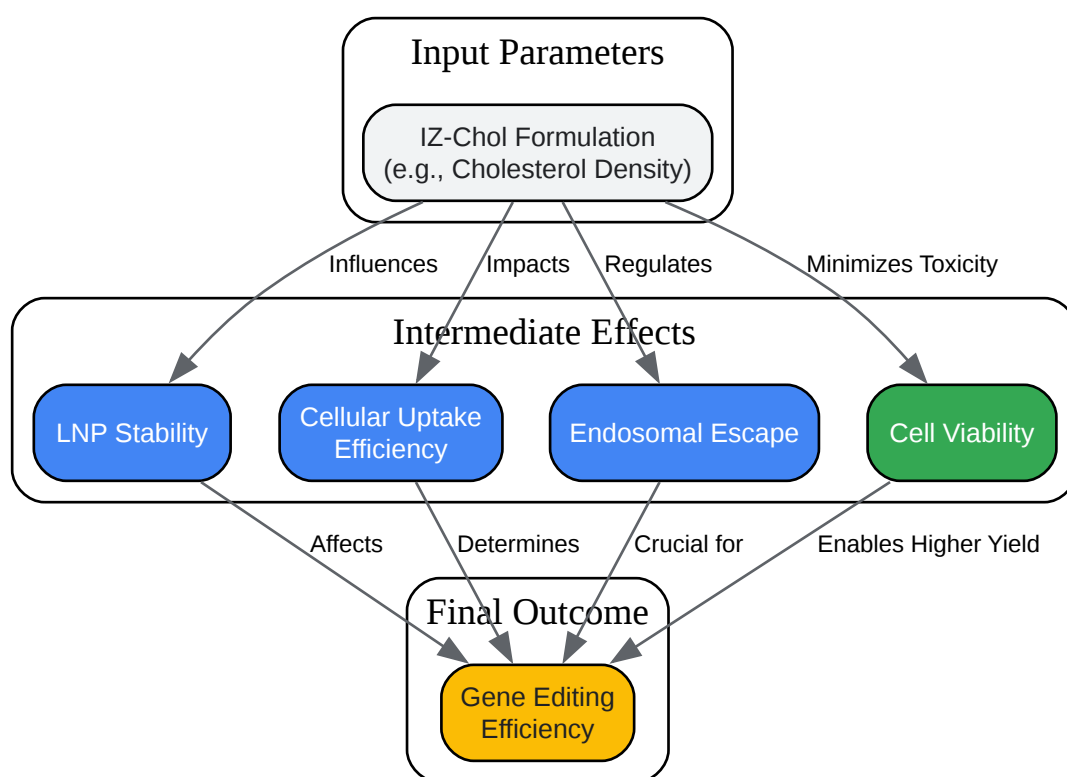 Input Parameters
IZ-Chol Formulation
(e.g., Cholesterol Density)
Influences
Impacts
Regulates
Minimizes Toxicity
Intermediate Effects
LNP Stability
Cellular Uptake
Efficiency
Endosomal Escape
Cell Viability
Affects
Determines
Crucial for
Enables Higher Yield
Final Outcome
Gene Editing
Efficiency